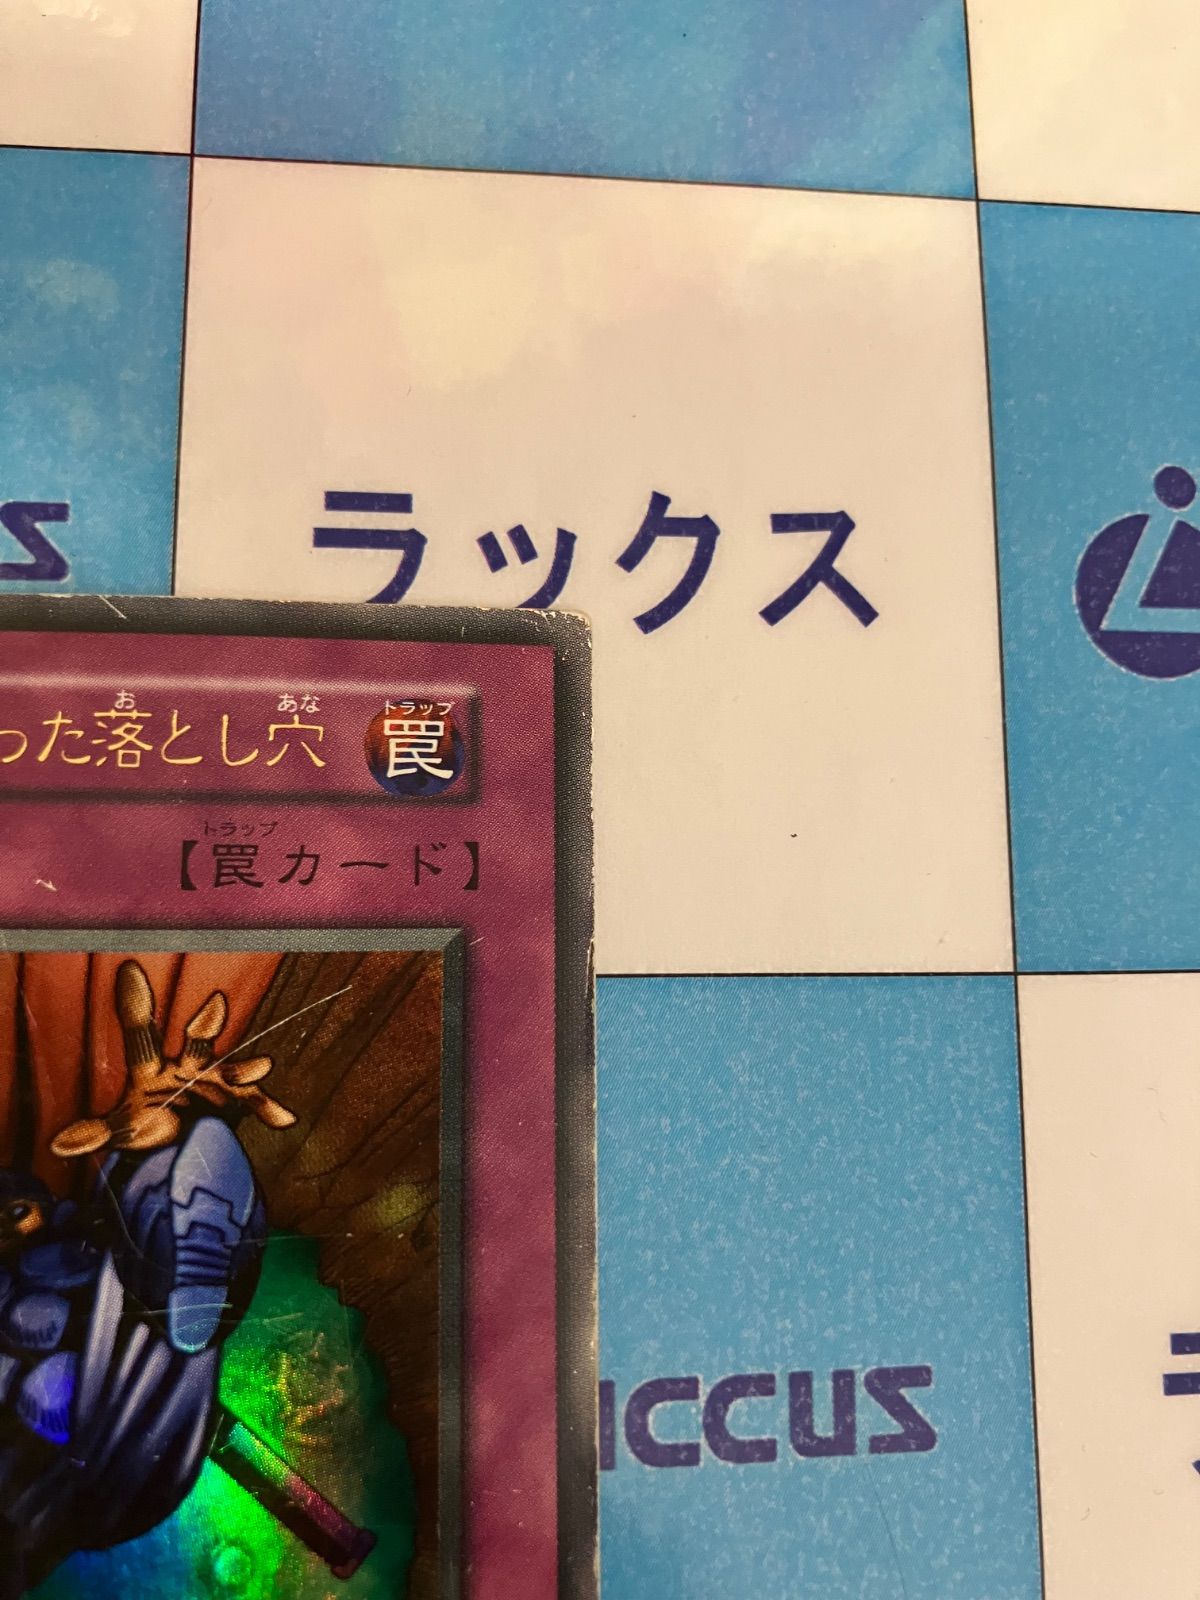 ラックス
お あな トラップ
った落とし穴 罠
トラップ
【罠カード】
ccus